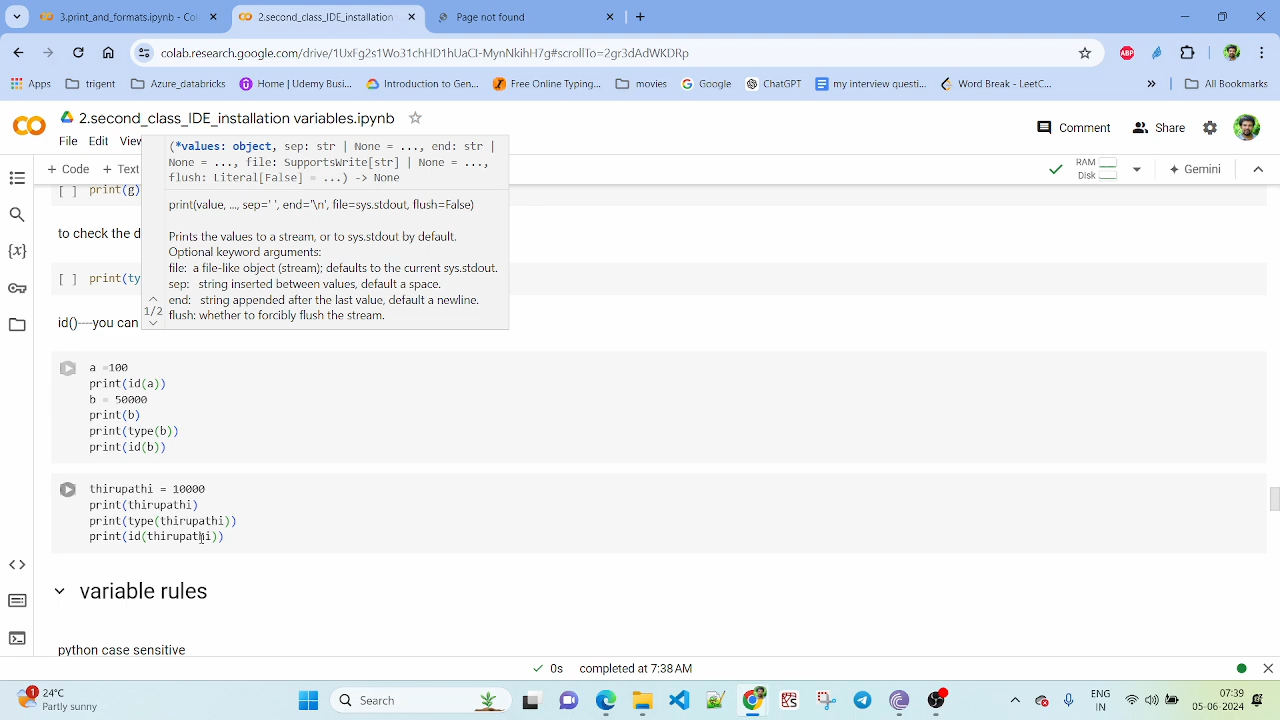 3.print_and_formats.ipynb - Col
2.second_class_IDE_installation
Page not found
colab.research.google.com/drive/1UxFg2s1Wo31chHD1hUaCI-MynNkihH7g#scrollTo=2gr3dAdWKDRp
ABP
Apps
trigent
Azure_databricks
Home | Udemy Busi...
Introduction to Gen...
Free Online Typing...
movies
Google
ChatGPT
my interview questi...
Word Break - LeetC...
»
All Bookmarks
2.second_class_IDE_installation variables.ipynb
Comment
Share
File Edit Vie
+ Code + Text
RAM
Disk
Gemini
(*values: object, sep: str | None = ..., end: str |
None = ..., file: SupportsWrite[str] | None = ...,
flush: Literal[False] = ...) -> None
print(value, ..., sep=' ', end='\n', file=sys.stdout, flush=False)
Prints the values to a stream, or to sys.stdout by default.
Optional keyword arguments:
file: a file-like object (stream); defaults to the current sys.stdout.
sep: string inserted between values, default a space.
end: string appended after the last value, default a newline.
flush: whether to forcibly flush the stream.
1/2
[ ] print(g)
to check the d
[ ] print(ty
id()----you can
a =100
print(id(a))
b = 50000
print(b)
print(type(b))
print(id(b))
thirupathi = 10000
print(thirupathi)
print(type(thirupathi))
print(id(thirupathi))
variable rules
python case sensitive
0s completed at 7:38 AM
1
24°C
Partly sunny
Search
ENG
IN
07:39
05-06-2024